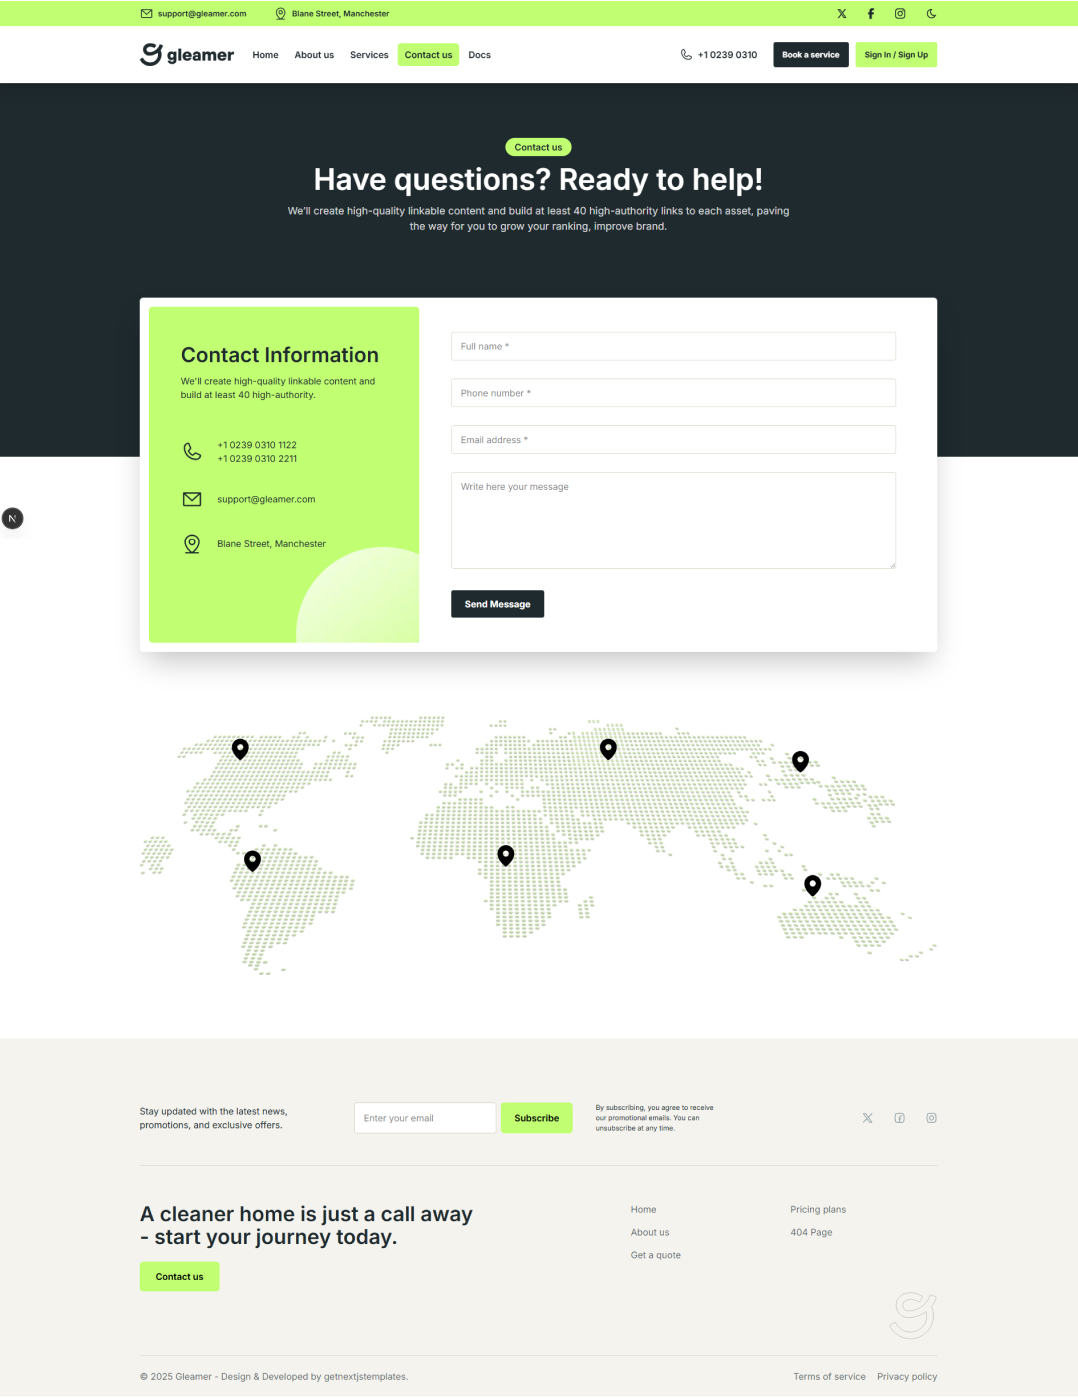 support@gleamer.com
Blane Street, Manchester
gleamer
Home
About us
Services
Contact us
Docs
+1 0239 0310
Book a service
Sign In / Sign Up
Contact us
Have questions? Ready to help!
We'll create high-quality linkable content and build at least 40 high-authority links to each asset, paving
the way for you to grow your ranking, improve brand.
Contact Information
We'll create high-quality linkable content and
build at least 40 high-authority.
+1 0239 0310 1122
+1 0239 0310 2211
support@gleamer.com
Blane Street, Manchester
Full name *
Phone number *
Email address *
Write here your message
Send Message
N
Stay updated with the latest news,
promotions, and exclusive offers.
Enter your email
Subscribe
By subscribing, you agree to receive
our promotional emails. You can
unsubscribe at any time.
A cleaner home is just a call away
- start your journey today.
Contact us
Home
About us
Get a quote
Pricing plans
404 Page
© 2025 Gleamer - Design & Developed by getnextjstemplates.
Terms of service
Privacy policy